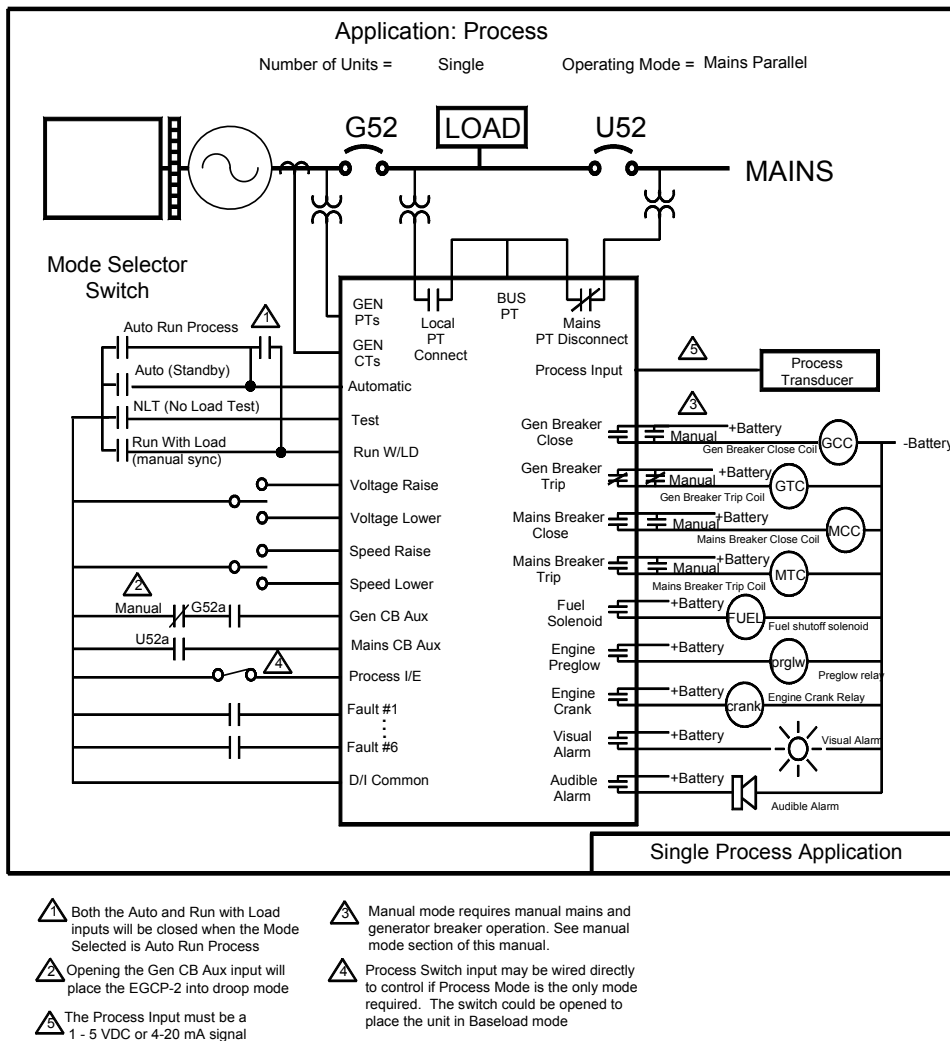 Application: Process
Number of Units = Single Operating Mode = Mains Parallel
G52
LOAD
U52
MAINS
Mode Selector
Switch
Auto Run Process
1
Auto (Standby)
NLT (No Load Test)
Run With Load
(manual sync)
2
Manual
G52a
U52a
4
GEN
PTs
GEN
CTs
Local
PT
Connect
BUS
PT
Mains
PT Disconnect
Automatic
Test
Run W/LD
Voltage Raise
Voltage Lower
Speed Raise
Speed Lower
Gen CB Aux
Mains CB Aux
Process I/E
Fault #1
Fault #6
D/I Common
Process Input
5
Process
Transducer
3
Gen Breaker
Close
Manual
+Battery
Gen Breaker Close Coil
GCC
-Battery
Gen Breaker
Trip
Manual
+Battery
Gen Breaker Trip Coil
GTC
Mains Breaker
Close
Manual
+Battery
Mains Breaker Close Coil
MCC
Mains Breaker
Trip
Manual
+Battery
Mains Breaker Trip Coil
MTC
Fuel
Solenoid
+Battery
FUEL
Fuel shutoff solenoid
Engine
Preglow
+Battery
prglw
Preglow relay
Engine
Crank
+Battery
crank
Engine Crank Relay
Visual
Alarm
+Battery
Visual Alarm
Audible
Alarm
+Battery
Audible Alarm
Single Process Application
1 Both the Auto and Run with Load
inputs will be closed when the Mode
Selected is Auto Run Process
2 Opening the Gen CB Aux input will
place the EGCP-2 into droop mode
5 The Process Input must be a
1 - 5 VDC or 4-20 mA signal
3 Manual mode requires manual mains and
generator breaker operation. See manual
mode section of this manual.
4 Process Switch input may be wired directly
to control if Process Mode is the only mode
required. The switch could be opened to
place the unit in Baseload mode